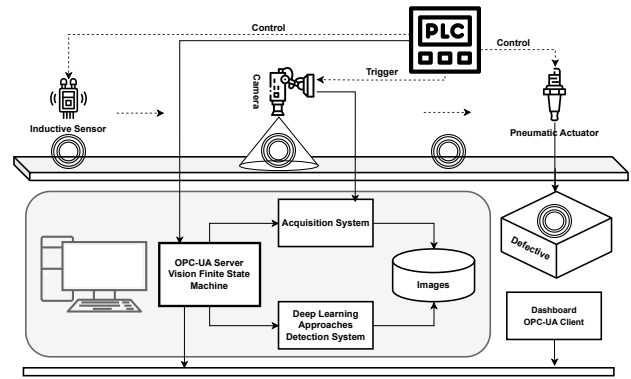 PLC
Control
Control
Trigger
Camera
Inductive Sensor
Pneumatic Actuator
Acquisition System
OPC-UA Server
Vision Finite State
Machine
Images
Defective
Deep Learning
Approaches
Detection System
Dashboard
OPC-UA Client